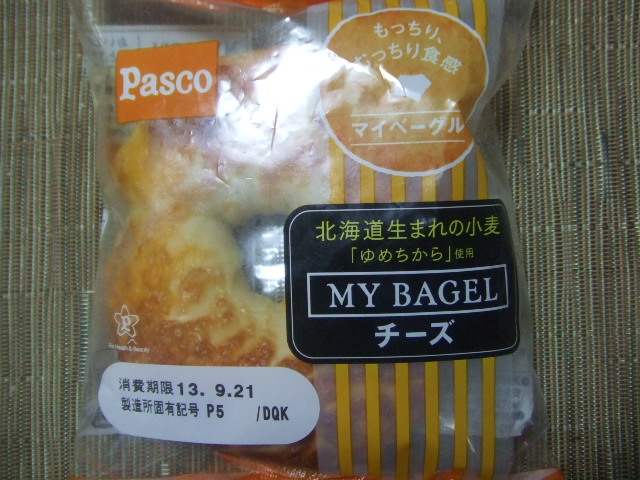 Pasco
もっちり、
むっちり食感
マイベーグル
北海道生まれの小麦
「ゆめちから」使用
MY BAGEL
チーズ
消費期限13. 9.21
製造所固有記号 P5 /DQK